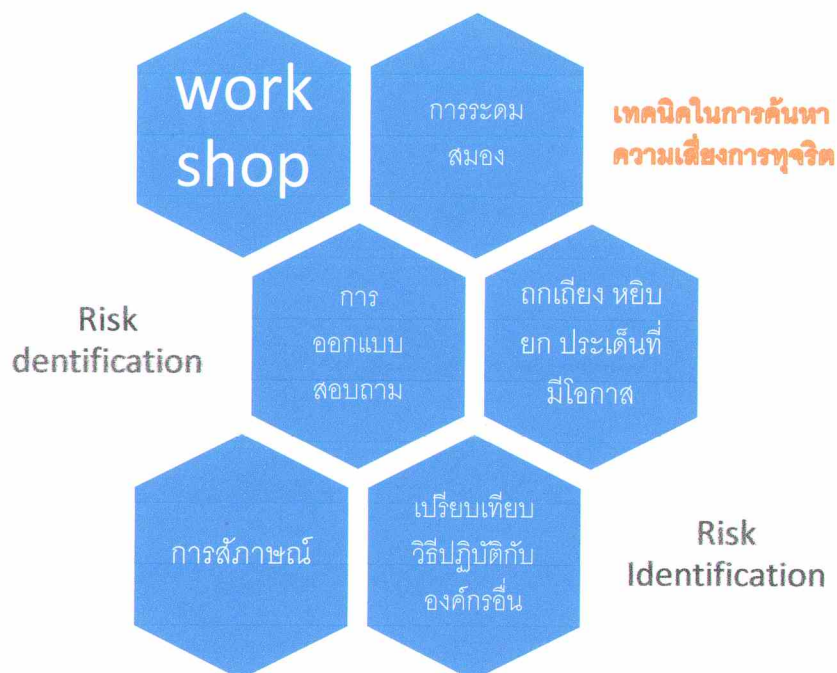 work
shop
การระดม
สมอง
เทคนิคในการค้นหา
ความเสี่ยงการทุจริต
Risk
dentification
การ
ออกแบบ
สอบถาม
ถกเถียง หยิบ
ยก ประเด็นที่
มีโอกาส
การสัภาษณ์
เปรียบเทียบ
วิธีปฏิบัติกับ
องค์กรอื่น
Risk
Identification